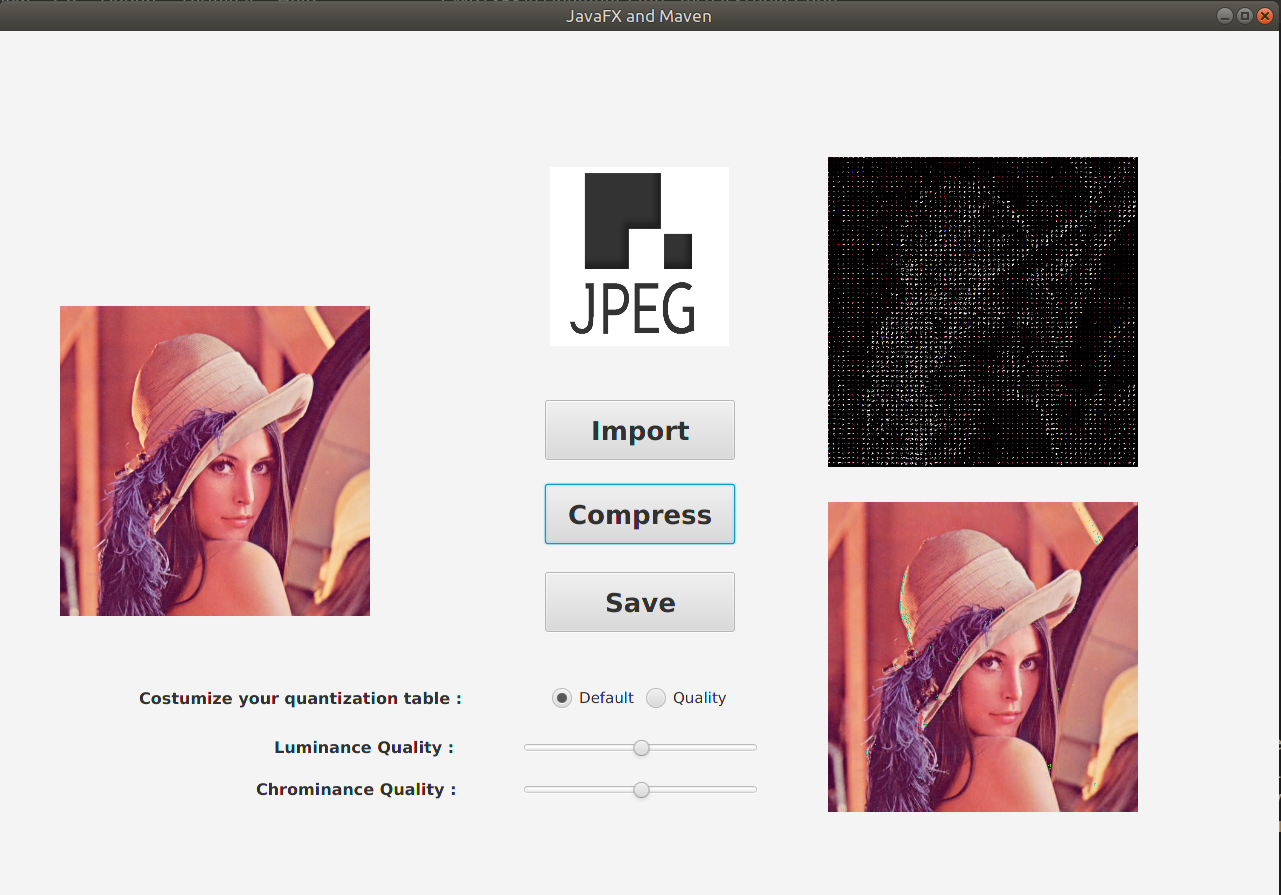 JavaFX and Maven
JPEG
Import
Compress
Save
Costumize your quantization table :
Default
Quality
Luminance Quality :
Chrominance Quality :